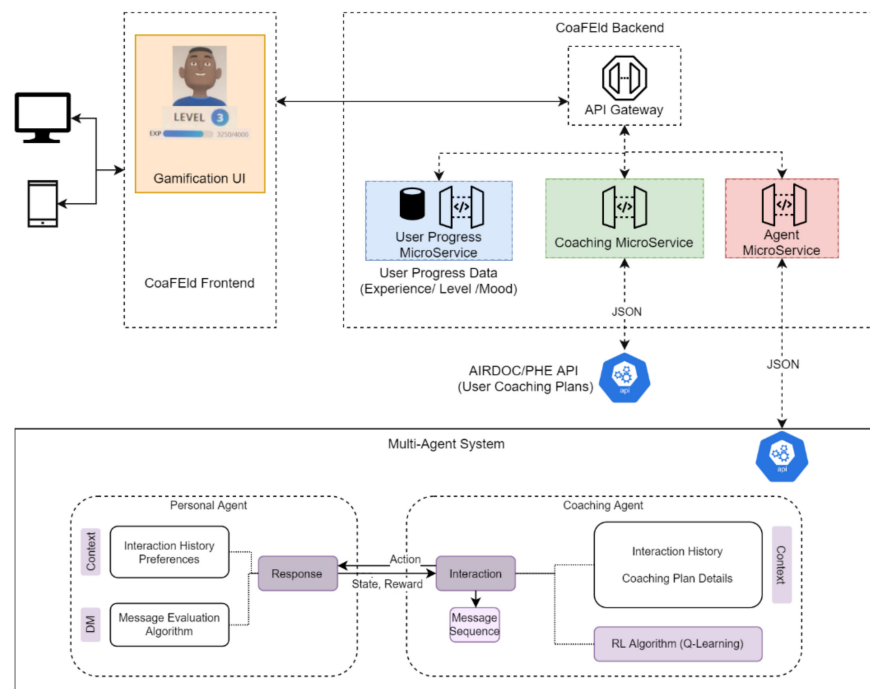 CoaFEld Backend
LEVEL 3
EXP 3250/4000
Gamification UI
CoaFEld Frontend
API Gateway
User Progress
MicroService
Coaching MicroService
Agent
MicroService
User Progress Data
(Experience/ Level /Mood)
JSON
JSON
AIRDOC/PHE API
(User Coaching Plans)
api
api
Multi-Agent System
Personal Agent
Context
Interaction History
Preferences
DM
Message Evaluation
Algorithm
Response
Action
State, Reward
Coaching Agent
Interaction
Message
Sequence
Interaction History
Coaching Plan Details
Context
RL Algorithm (Q-Learning)